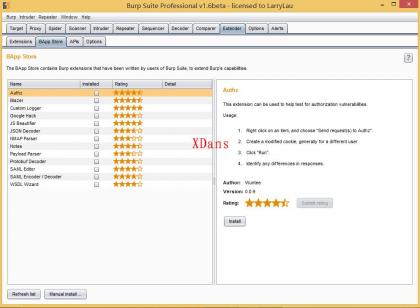 Burp Suite Professional v1.6beta - licensed to LarryLau
Burp Intruder Repeater Window Help
Target Proxy Spider Scanner Intruder Repeater Sequencer Decoder Comparer Extender Options Alerts
Extensions BApp Store APIs Options
BApp Store
The BApp Store contains Burp extensions that have been written by users of Burp Suite, to extend Burp's capabilities.
Name Installed Rating Detail
Authz
Blazer
Custom Logger
Google Hack
JS Beautifier
JSON Decoder
NMAP Parser
Notes
Payload Parser
Protobuf Decoder
SAML Editor
SAML Encoder / Decoder
WSDL Wizard
Authz
This extension can be used to help test for authorization vulnerabilities.
Usage:
1. Right click on an item, and choose "Send request(s) to Authz".
2. Create a modified cookie, generally for a different user.
3. Click "Run".
4. Identify any differences in responses.
Author: Wuntee
Version: 0.0.9
Rating: Submit rating
Install
XDans
Refresh list Manual install ...